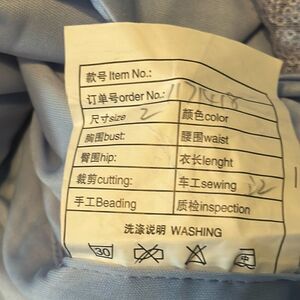 款号Item No.:
订单号order No.:
尺寸size 2 颜色color
胸围bust: 腰围waist
臀围hip: 衣长lenght
裁剪cutting: 车工sewing
手工Beading 质检inspection
洗涤说明 WASHING
30 中